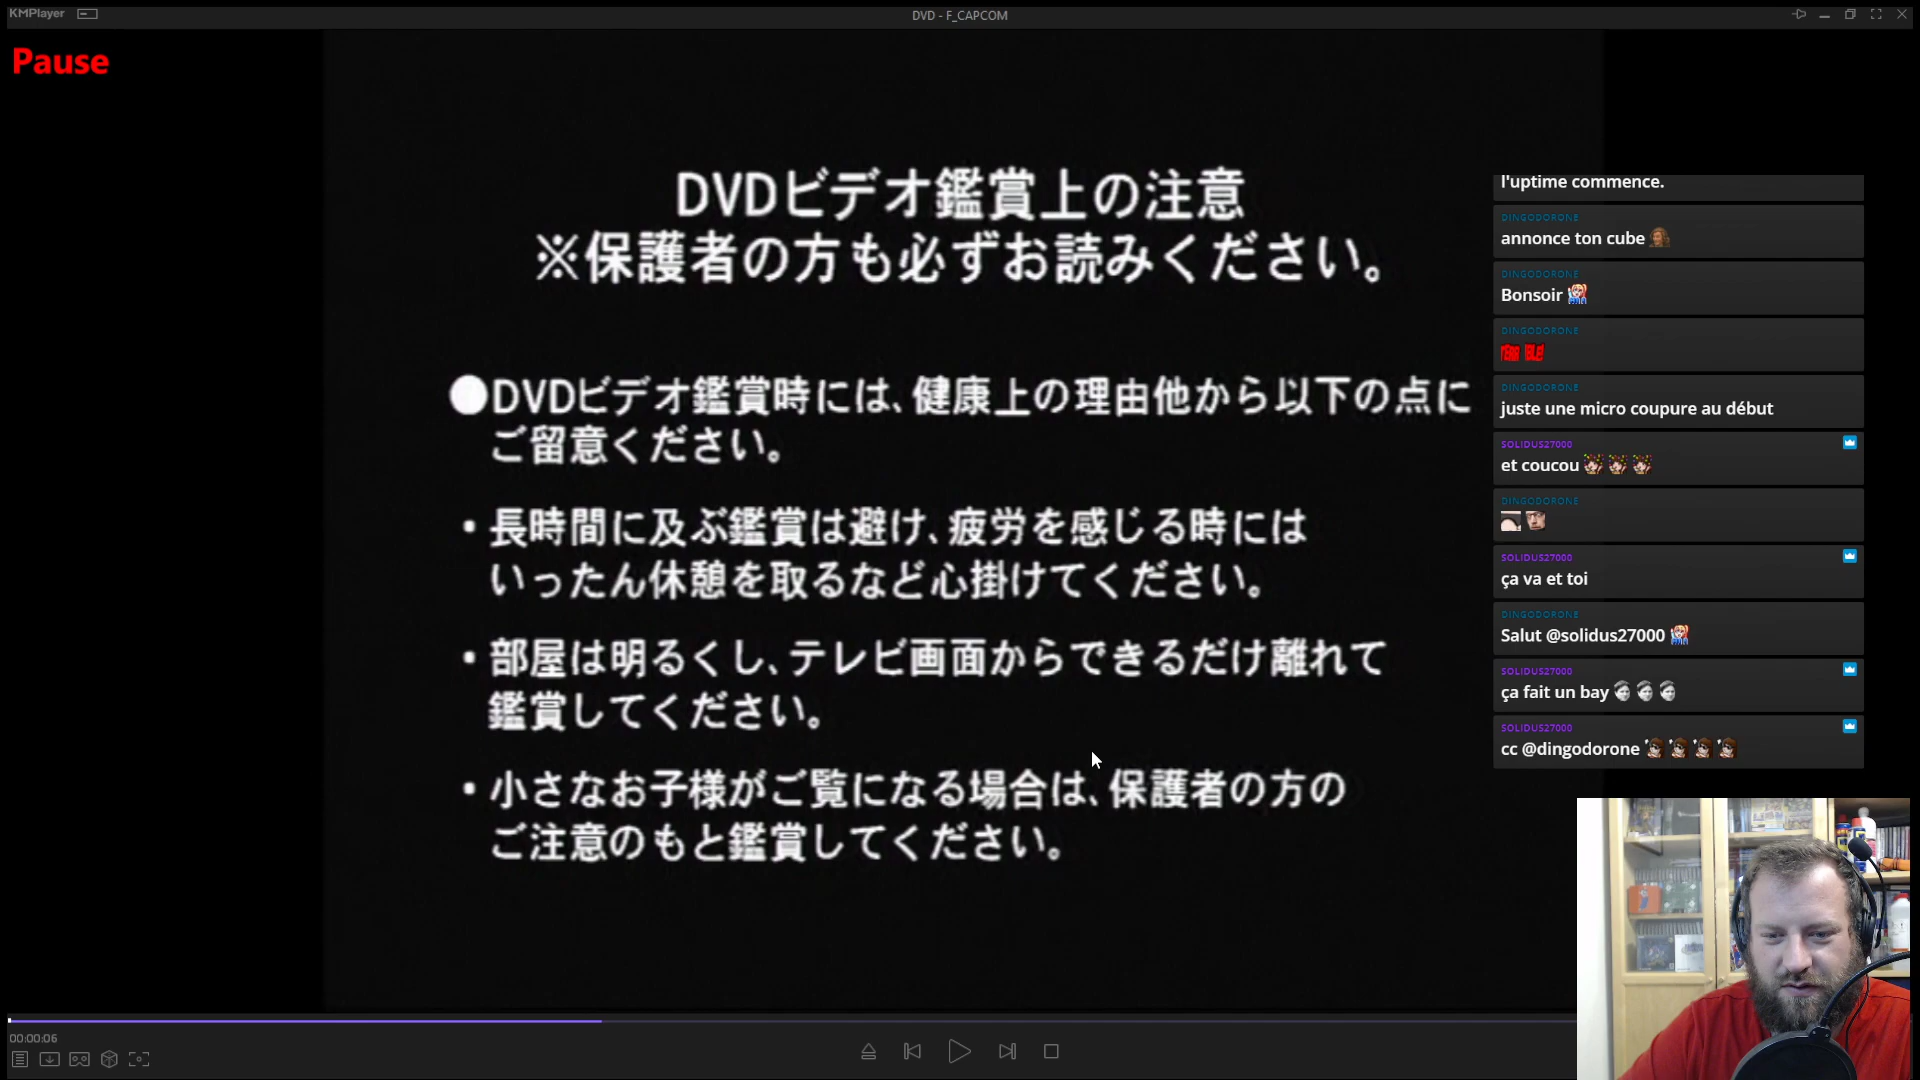 KMPlayer
DVD - F_CAPCOM
Pause
DVDビデオ鑑賞上の注意
※保護者の方も必ずお読みください。
●DVDビデオ鑑賞時には、健康上の理由他から以下の点に
ご留意ください。
・長時間に及ぶ鑑賞は避け、疲労を感じる時には
いったん休憩を取るなど心掛けてください。
・部屋は明るくし、テレビ画面からできるだけ離れて
鑑賞してください。
・小さなお子様がご覧になる場合は、保護者の方の
ご注意のもと鑑賞してください。
l'uptime commence.
DINGODORONE
annonce ton cube
DINGODORONE
Bonsoir
DINGODORONE
DINGODORONE
juste une micro coupure au début
SOLIDUS27000
et coucou
DINGODORONE
SOLIDUS27000
ça va et toi
DINGODORONE
Salut @solidus27000
SOLIDUS27000
ça fait un bay
SOLIDUS27000
cc @dingodorone
00:00:06